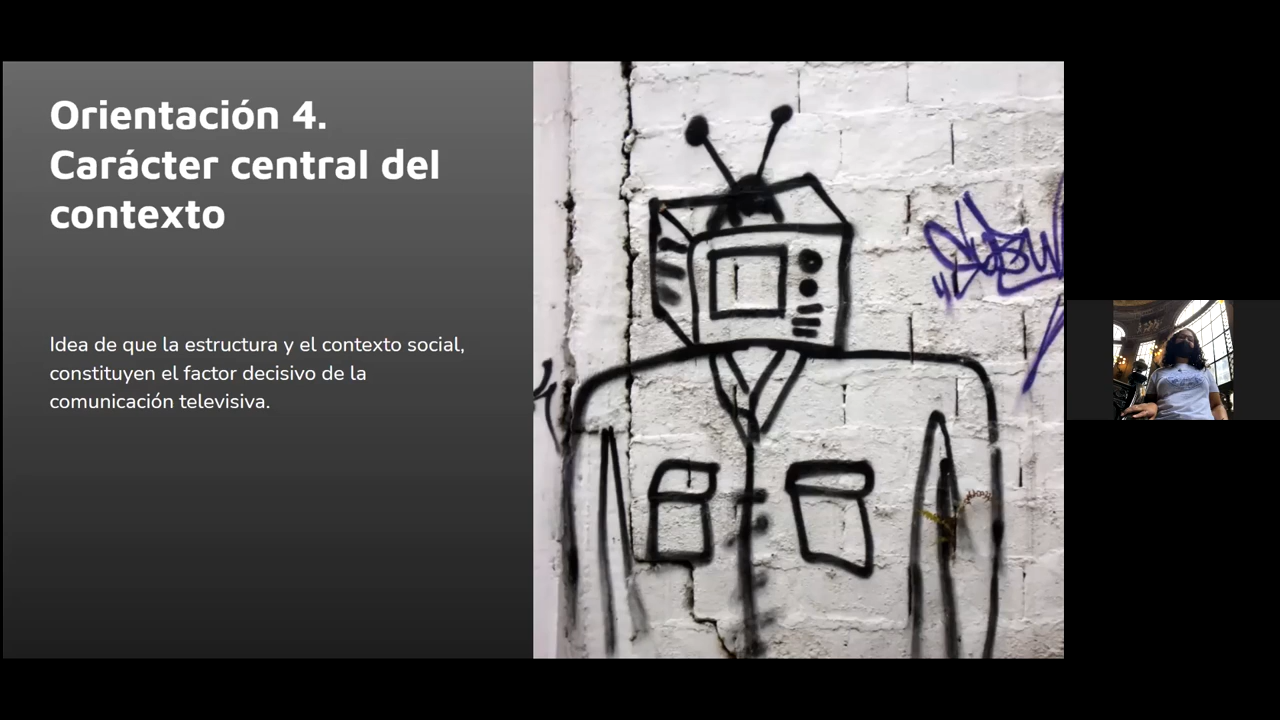 Orientación 4.
Carácter central del
contexto
Idea de que la estructura y el contexto social,
constituyen el factor decisivo de la
comunicación televisiva.